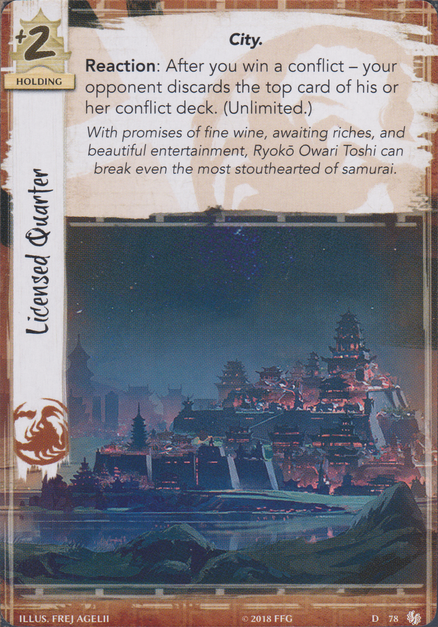 +2
HOLDING
City.
Reaction: After you win a conflict – your
opponent discards the top card of his or
her conflict deck. (Unlimited.)
With promises of fine wine, awaiting riches, and
beautiful entertainment, Ryokō Owari Toshi can
break even the most stouthearted of samurai.
Licensed Quarter
ILLUS. FREJ AGELII
© 2018 FFG
D 78